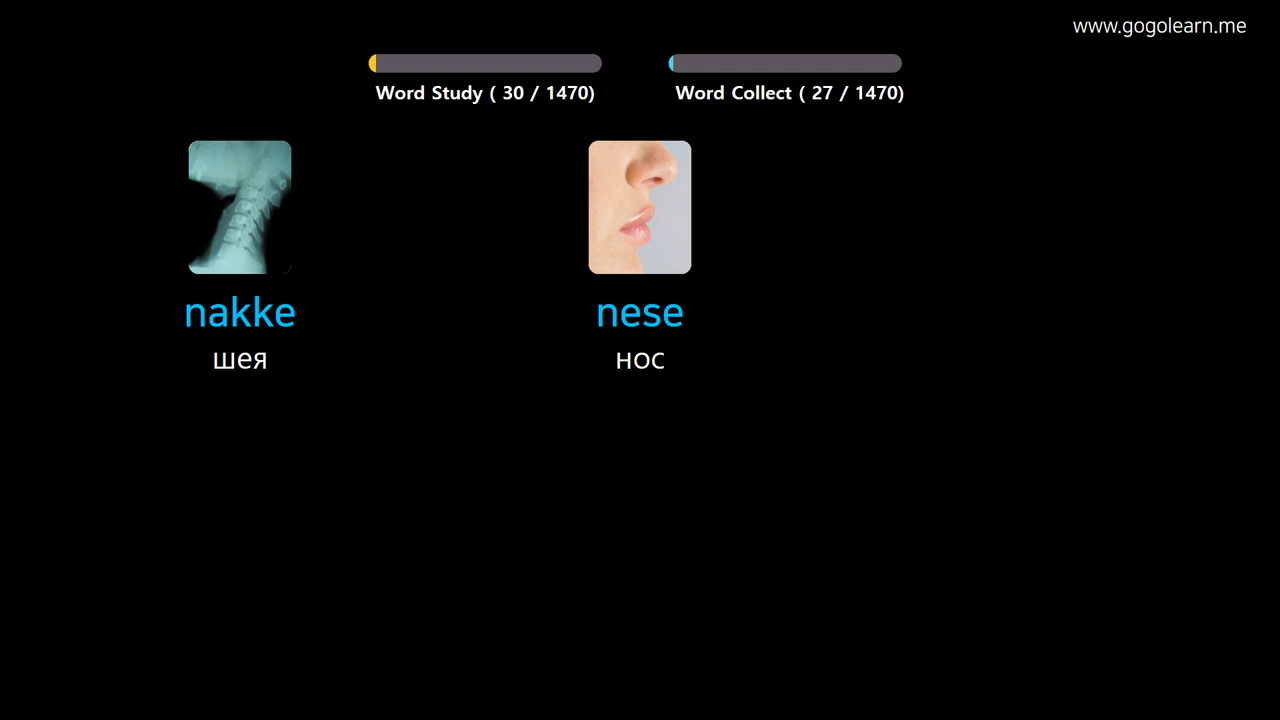 www.gogolearn.me
Word Study ( 30 / 1470)
Word Collect ( 27 / 1470)
nakke
nese
шея
нос